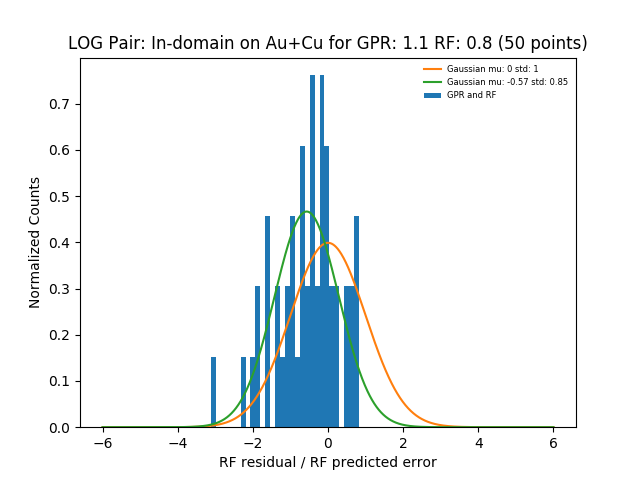 LOG Pair: In-domain on Au+Cu for GPR: 1.1 RF: 0.8 (50 points)
Gaussian mu: 0 std: 1
Gaussian mu: -0.57 std: 0.85
GPR and RF
0.7
0.6
0.5
0.4
0.3
0.2
0.1
0.0
Normalized Counts
−6 −4 −2 0 2 4 6
RF residual / RF predicted error